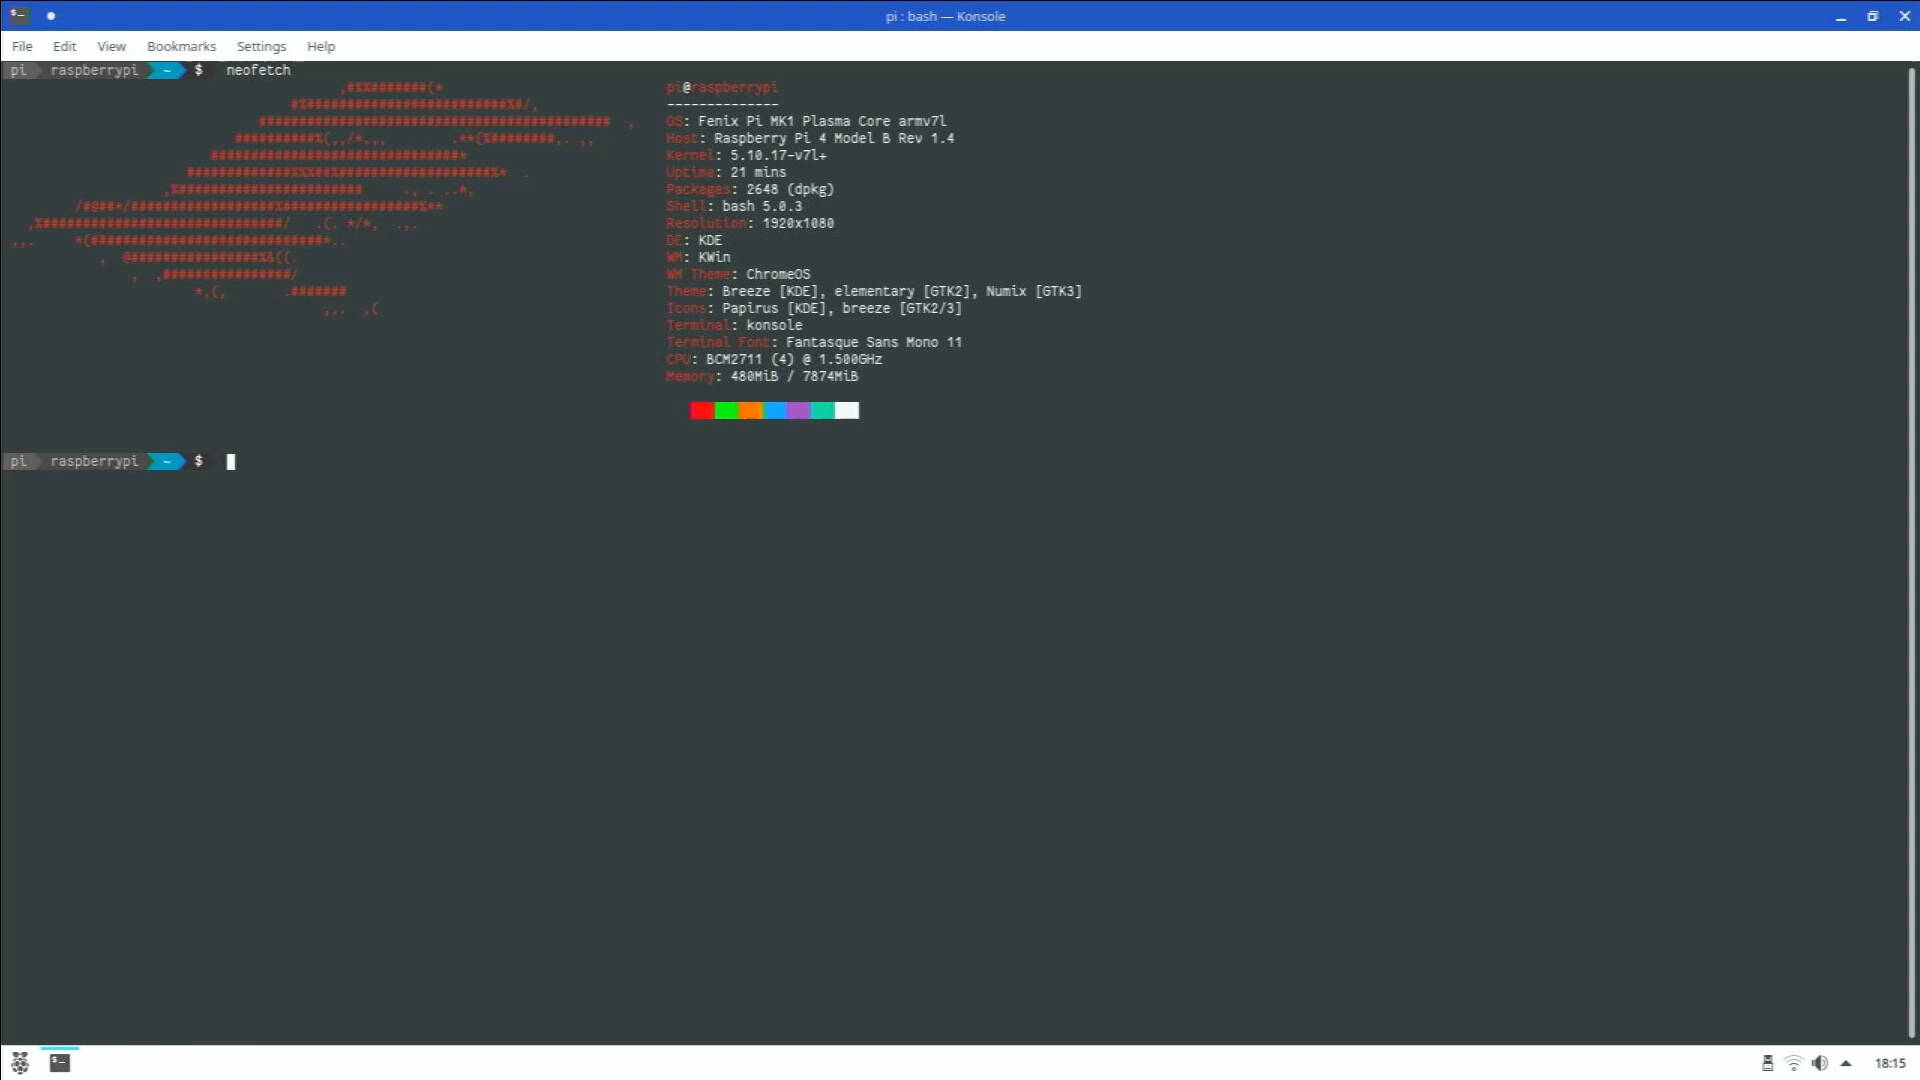 pi : bash — Konsole
File Edit View Bookmarks Settings Help
pi raspberrypi ~ $ neofetch
pi@raspberrypi
--------------
OS: Fenix Pi MK1 Plasma Core armv7l
Host: Raspberry Pi 4 Model B Rev 1.4
Kernel: 5.10.17-v7l+
Uptime: 21 mins
Packages: 2648 (dpkg)
Shell: bash 5.0.3
Resolution: 1920x1080
DE: KDE
WM: KWin
WM Theme: ChromeOS
Theme: Breeze [KDE], elementary [GTK2], Numix [GTK3]
Icons: Papirus [KDE], breeze [GTK2/3]
Terminal: konsole
Terminal Font: Fantasque Sans Mono 11
CPU: BCM2711 (4) @ 1.500GHz
Memory: 480MiB / 7874MiB
pi raspberrypi ~ $
18:15